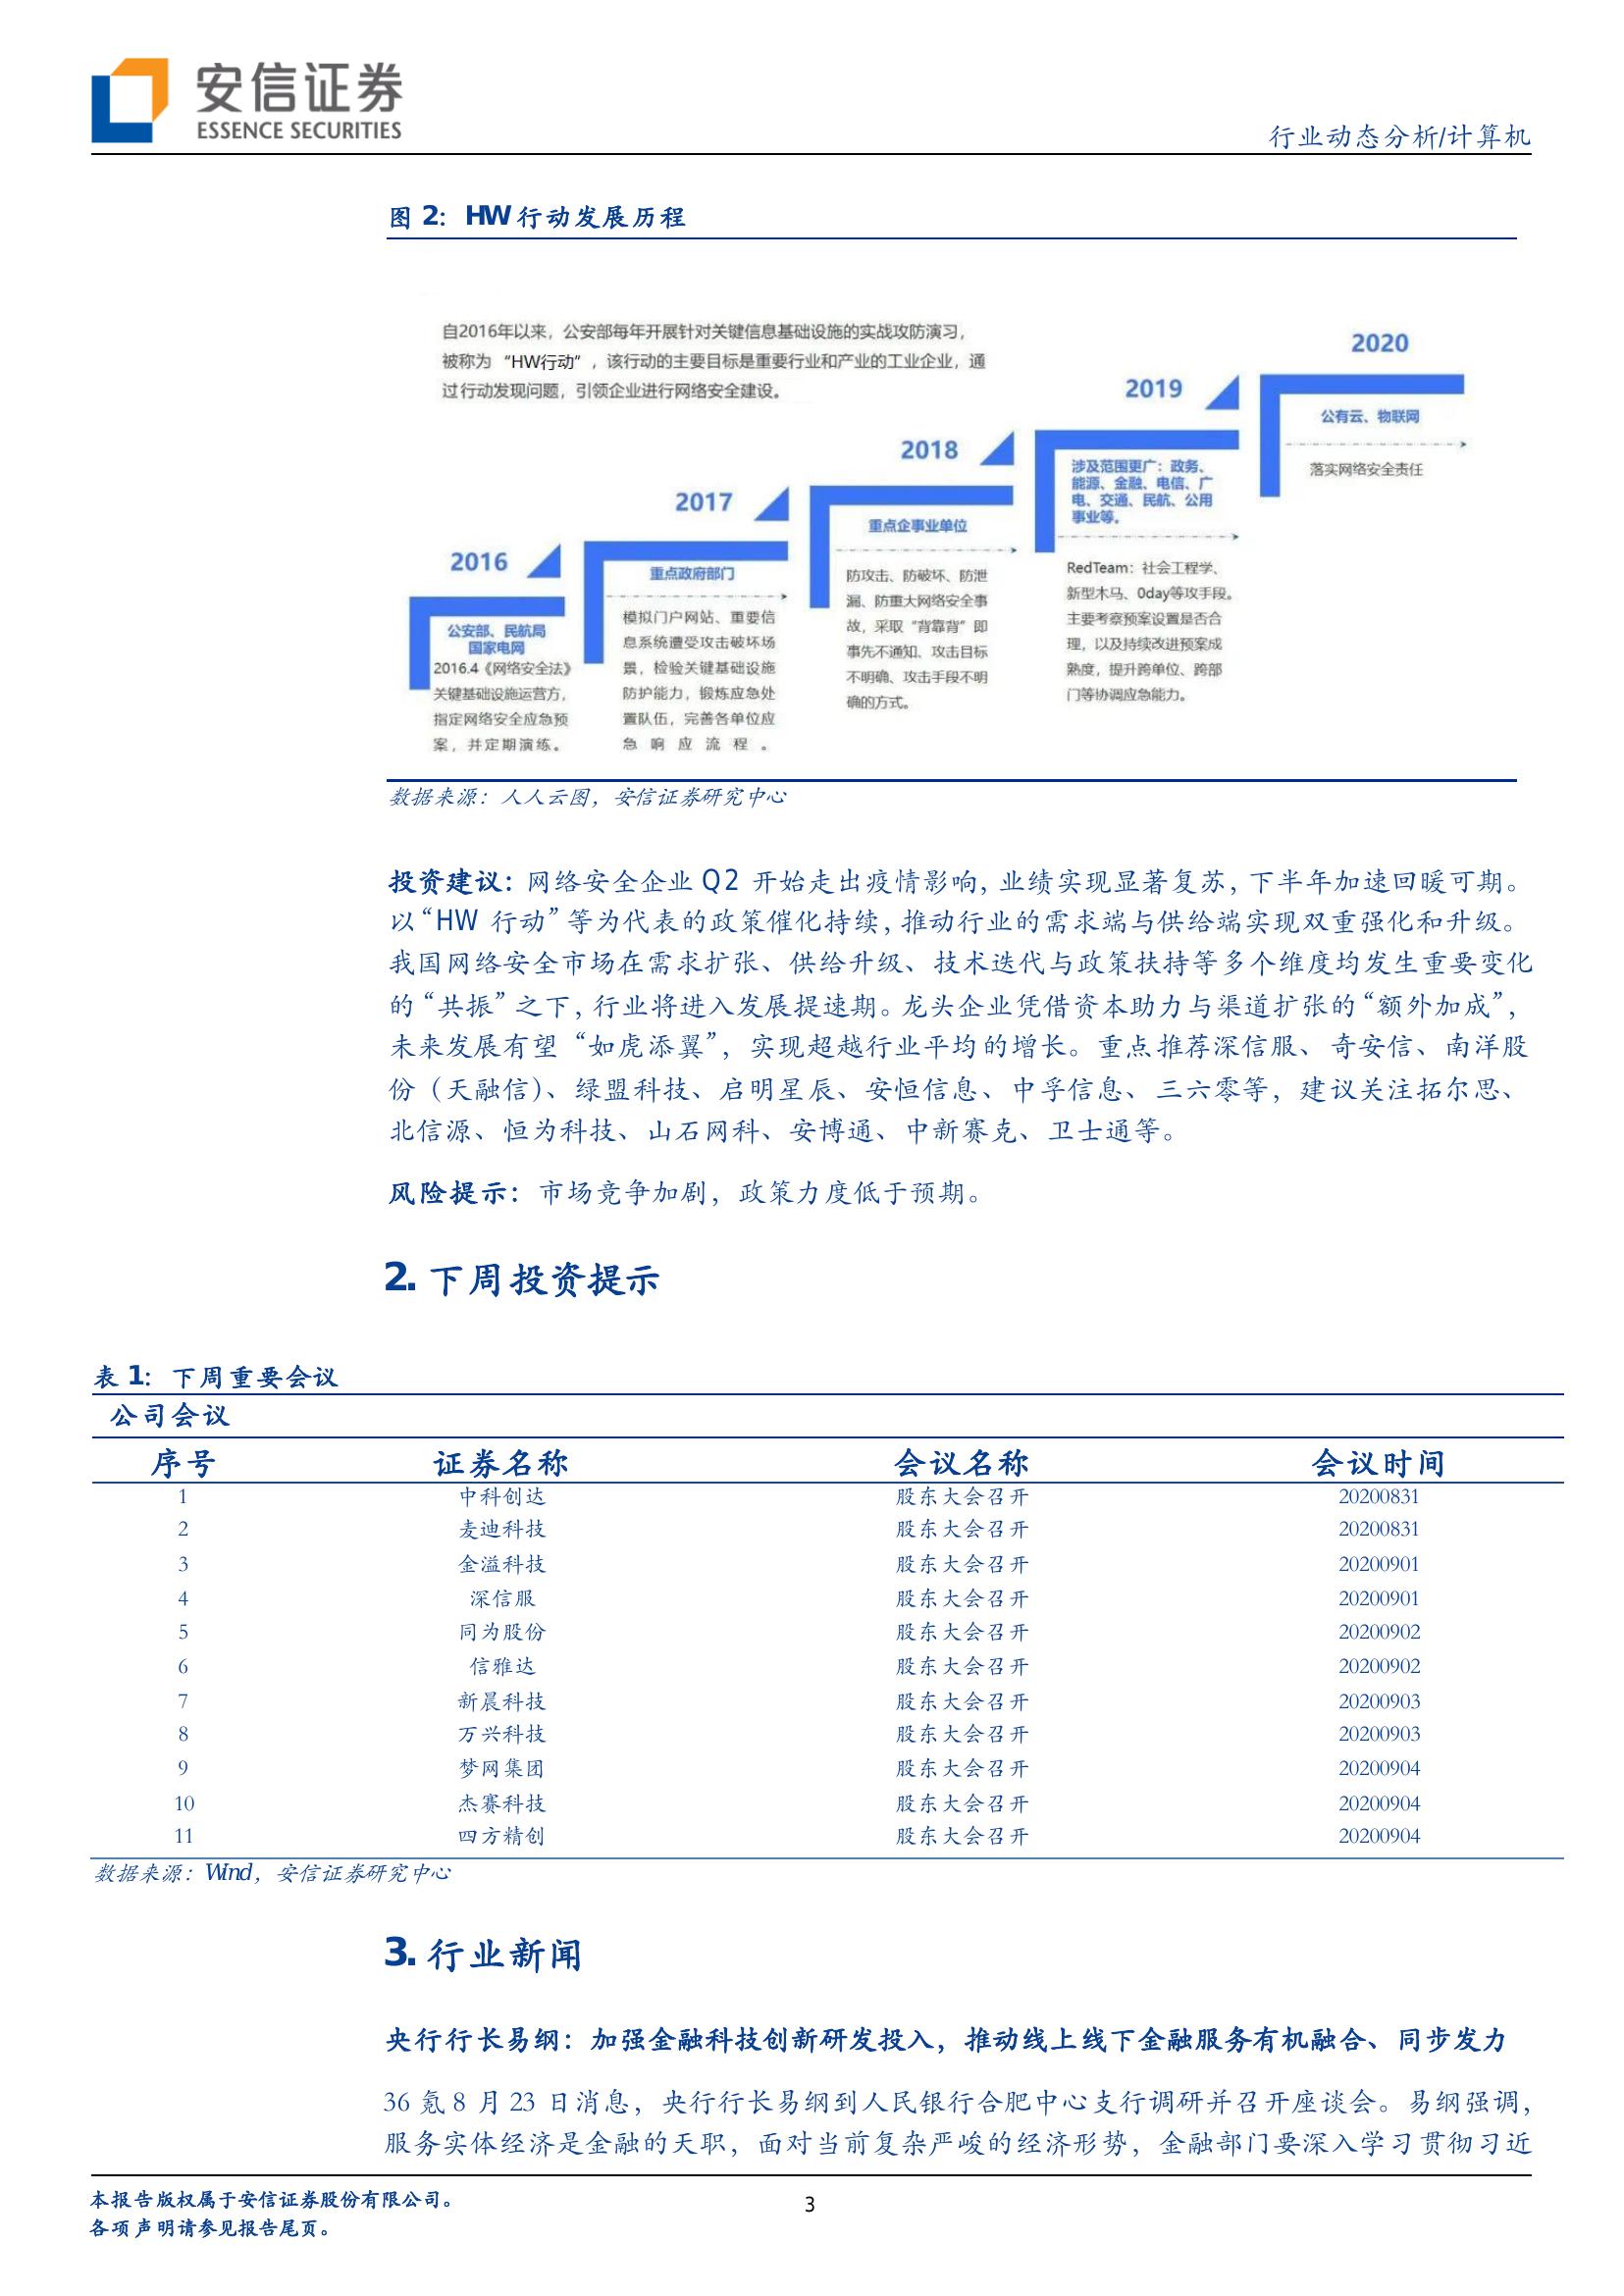 安信证券
ESSENCE SECURITIES
行业动态分析/计算机
图 2：HW 行动发展历程
自2016年以来，公安部每年开展针对关键信息基础设施的实战攻防演习，
被称为 “HW行动”，该行动的主要目标是重要行业和产业的工业企业，通
过行动发现问题，引领企业进行网络安全建设。
2016
公安部、民航局
国家电网
2016.4《网络安全法》
关键基础设施运营方，
指定网络安全应急预
案，并定期演练。
2017
重点政府部门
模拟门户网站、重要信
息系统遭受攻击破坏场
景，检验关键基础设施
防护能力，锻炼应急处
置队伍，完善各单位应
急响应流程。
2018
重点企事业单位
防攻击、防破坏、防泄
漏、防重大网络安全事
故，采取“背靠背”即
事先不通知、攻击目标
不明确、攻击手段不明
确的方式。
2019
涉及范围更广：政务、
能源、金融、电信、广
电、交通、民航、公用
事业等。
RedTeam：社会工程学、
新型木马、0day等攻手段。
主要考察预案设置是否合
理，以及持续改进预案成
熟度，提升跨单位、跨部
门等协调应急能力。
2020
公有云、物联网
落实网络安全责任
数据来源：人人云图，安信证券研究中心
投资建议：网络安全企业 Q2 开始走出疫情影响，业绩实现显著复苏，下半年加速回暖可期。
以“HW 行动”等为代表的政策催化持续，推动行业的需求端与供给端实现双重强化和升级。
我国网络安全市场在需求扩张、供给升级、技术迭代与政策扶持等多个维度均发生重要变化
的“共振”之下，行业将进入发展提速期。龙头企业凭借资本助力与渠道扩张的“额外加成”，
未来发展有望“如虎添翼”，实现超越行业平均的增长。重点推荐深信服、奇安信、南洋股
份（天融信）、绿盟科技、启明星辰、安恒信息、中孚信息、三六零等，建议关注拓尔思、
北信源、恒为科技、山石网科、安博通、中新赛克、卫士通等。
风险提示：市场竞争加剧，政策力度低于预期。
2. 下周投资提示
表 1：下周重要会议
公司会议
序号 证券名称 会议名称 会议时间
1 中科创达 股东大会召开 20200831
2 麦迪科技 股东大会召开 20200831
3 金溢科技 股东大会召开 20200901
4 深信服 股东大会召开 20200901
5 同为股份 股东大会召开 20200902
6 信雅达 股东大会召开 20200902
7 新晨科技 股东大会召开 20200903
8 万兴科技 股东大会召开 20200903
9 梦网集团 股东大会召开 20200904
10 杰赛科技 股东大会召开 20200904
11 四方精创 股东大会召开 20200904
数据来源：Wind，安信证券研究中心
3. 行业新闻
央行行长易纲：加强金融科技创新研发投入，推动线上线下金融服务有机融合、同步发力
36 氪 8 月 23 日消息，央行行长易纲到人民银行合肥中心支行调研并召开座谈会。易纲强调，
服务实体经济是金融的天职，面对当前复杂严峻的经济形势，金融部门要深入学习贯彻习近
本报告版权属于安信证券股份有限公司。
各项声明请参见报告尾页。
3